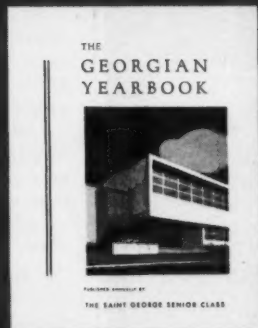 THE
GEORGIAN
YEARBOOK
PUBLISHED ANNUALLY BY
THE SAINT GEORGE SENIOR CLASS